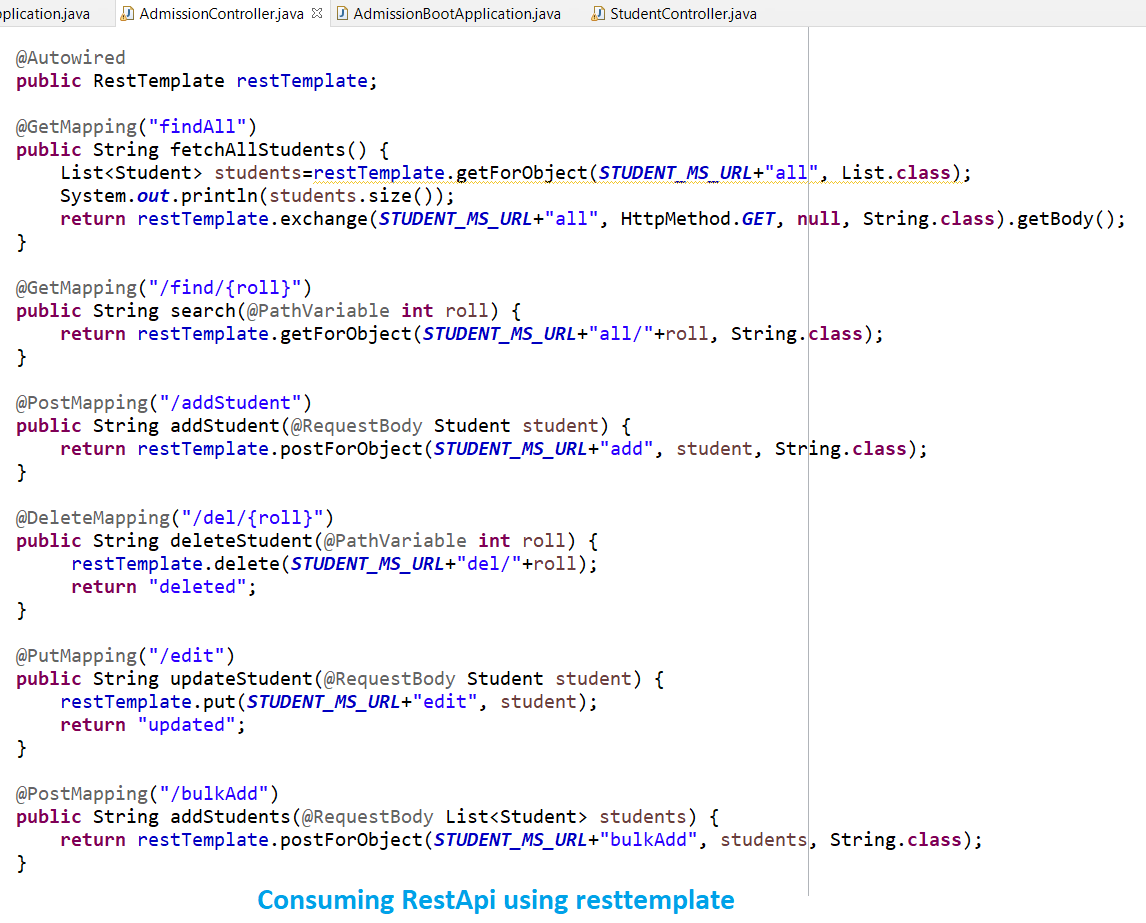 plication.java AdmissionController.java AdmissionBootApplication.java StudentController.java
@Autowired
public RestTemplate restTemplate;
@GetMapping("findAll")
public String fetchAllStudents() {
List<Student> students=restTemplate.getForObject(STUDENT_MS_URL+"all", List.class);
System.out.println(students.size());
return restTemplate.exchange(STUDENT_MS_URL+"all", HttpMethod.GET, null, String.class).getBody();
}
@GetMapping("/find/{roll}")
public String search(@PathVariable int roll) {
return restTemplate.getForObject(STUDENT_MS_URL+"all/"+roll, String.class);
}
@PostMapping("/addStudent")
public String addStudent(@RequestBody Student student) {
return restTemplate.postForObject(STUDENT_MS_URL+"add", student, String.class);
}
@DeleteMapping("/del/{roll}")
public String deleteStudent(@PathVariable int roll) {
restTemplate.delete(STUDENT_MS_URL+"del/"+roll);
return "deleted";
}
@PutMapping("/edit")
public String updateStudent(@RequestBody Student student) {
restTemplate.put(STUDENT_MS_URL+"edit", student);
return "updated";
}
@PostMapping("/bulkAdd")
public String addStudents(@RequestBody List<Student> students) {
return restTemplate.postForObject(STUDENT_MS_URL+"bulkAdd", students, String.class);
}
Consuming RestApi using resttemplate